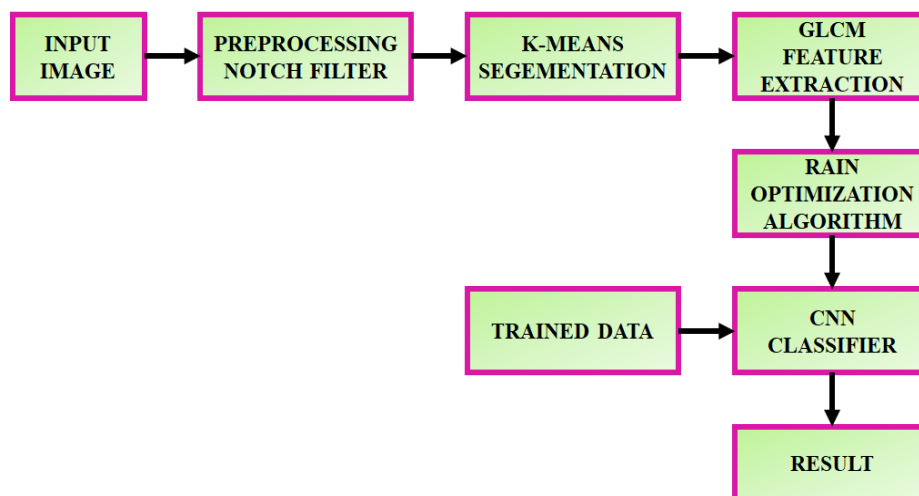 INPUT
IMAGE
PREPROCESSING
NOTCH FILTER
K-MEANS
SEGEMENTATION
GLCM
FEATURE
EXTRACTION
RAIN
OPTIMIZATION
ALGORITHM
TRAINED DATA
CNN
CLASSIFIER
RESULT